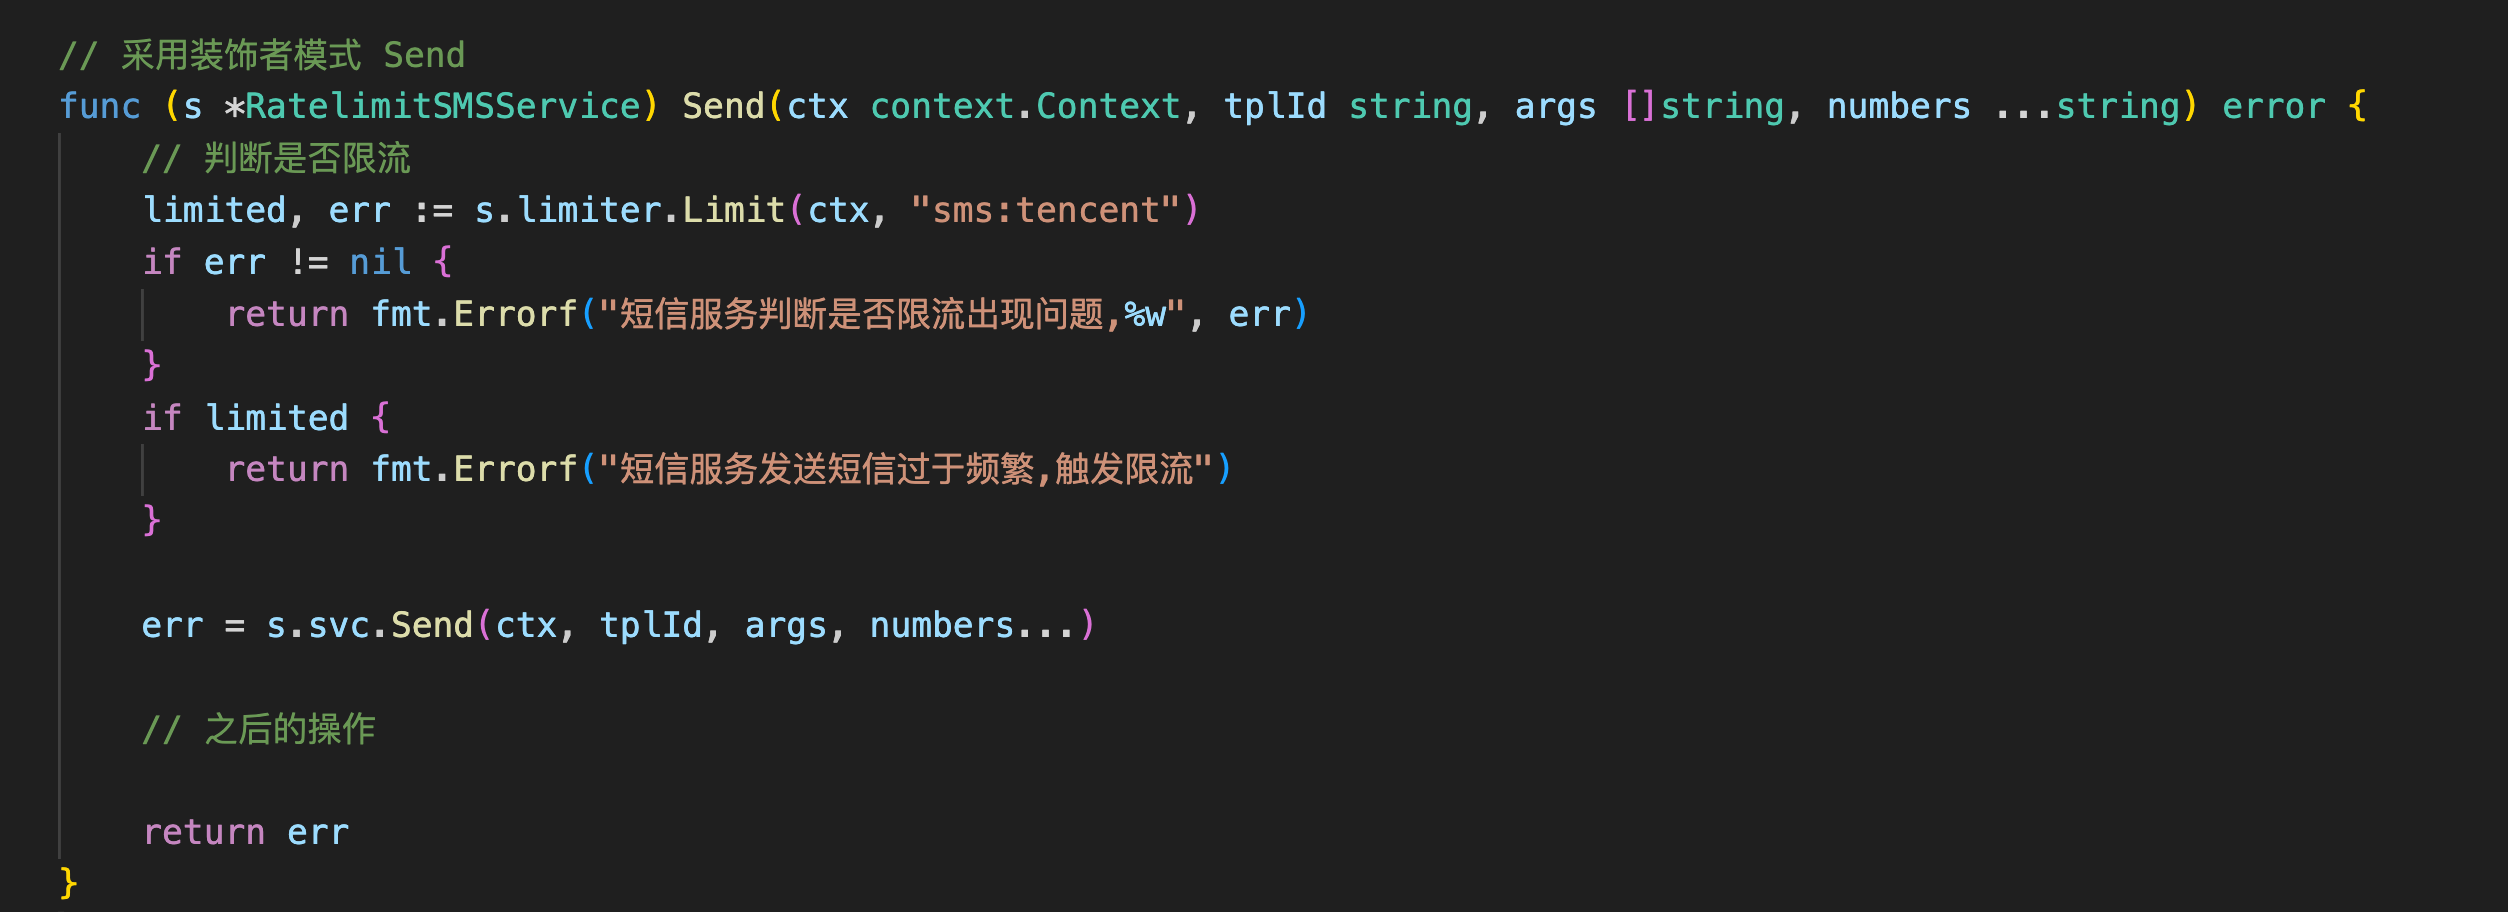 // 采用装饰者模式 Send
func (s *RatelimitSMSService) Send(ctx context.Context, tplId string, args []string, numbers ...string) error {
    // 判断是否限流
    limited, err := s.limiter.Limit(ctx, "sms:tencent")
    if err != nil {
        return fmt.Errorf("短信服务判断是否限流出现问题,%w", err)
    }
    if limited {
        return fmt.Errorf("短信服务发送短信过于频繁,触发限流")
    }

    err = s.svc.Send(ctx, tplId, args, numbers...)

    // 之后的操作

    return err
}